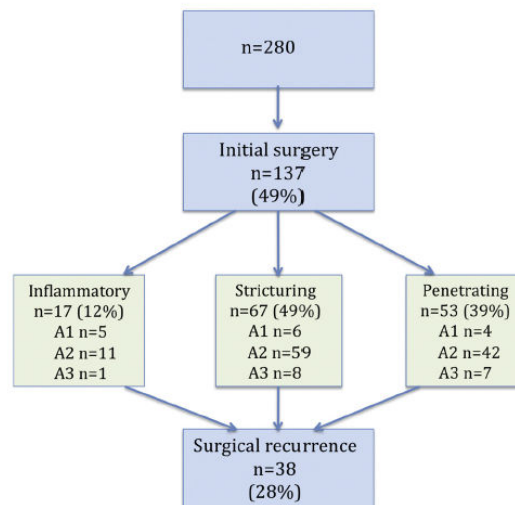 n=280
Initial surgery
n=137
(49%)
Inflammatory
n=17 (12%)
A1 n=5
A2 n=11
A3 n=1
Stricturing
n=67 (49%)
A1 n=6
A2 n=59
A3 n=8
Penetrating
n=53 (39%)
A1 n=4
A2 n=42
A3 n=7
Surgical recurrence
n=38
(28%)